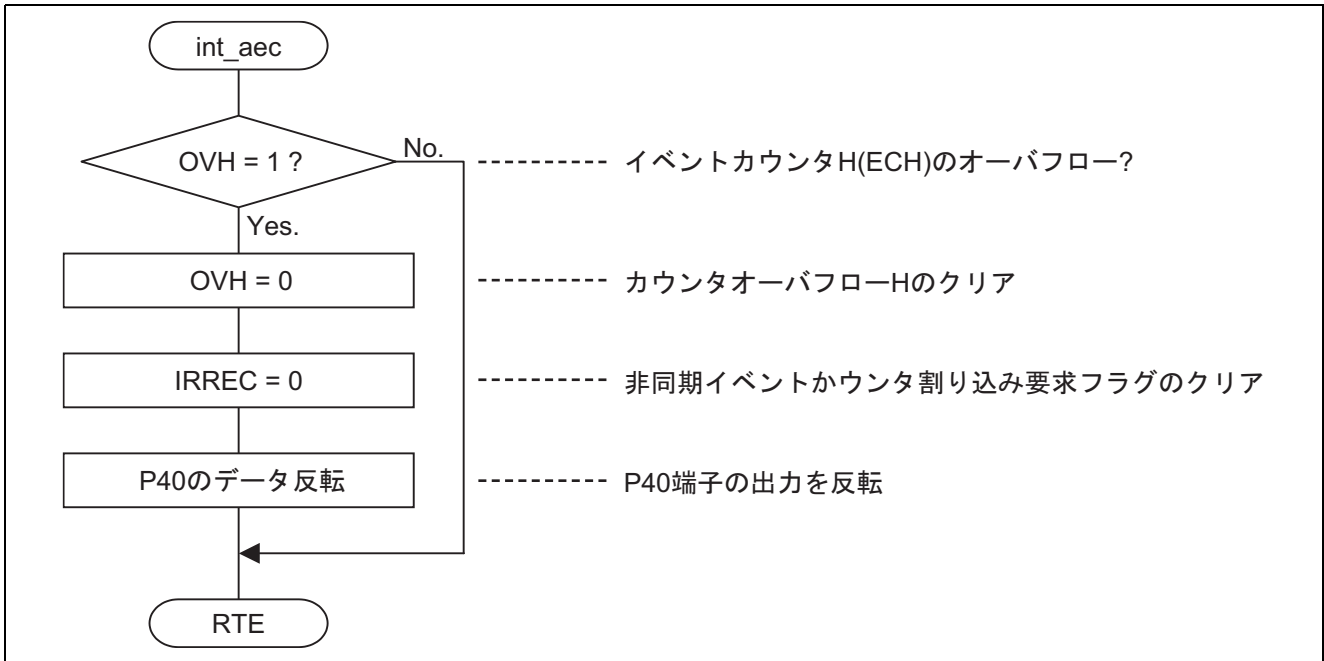 int_aec
OVH = 1 ?
No.
イベントカウンタH(ECH)のオーバフロー?
Yes.
OVH = 0
カウンタオーバフローHのクリア
IRREC = 0
非同期イベントかウンタ割り込み要求フラグのクリア
P40のデータ反転
P40端子の出力を反転
RTE